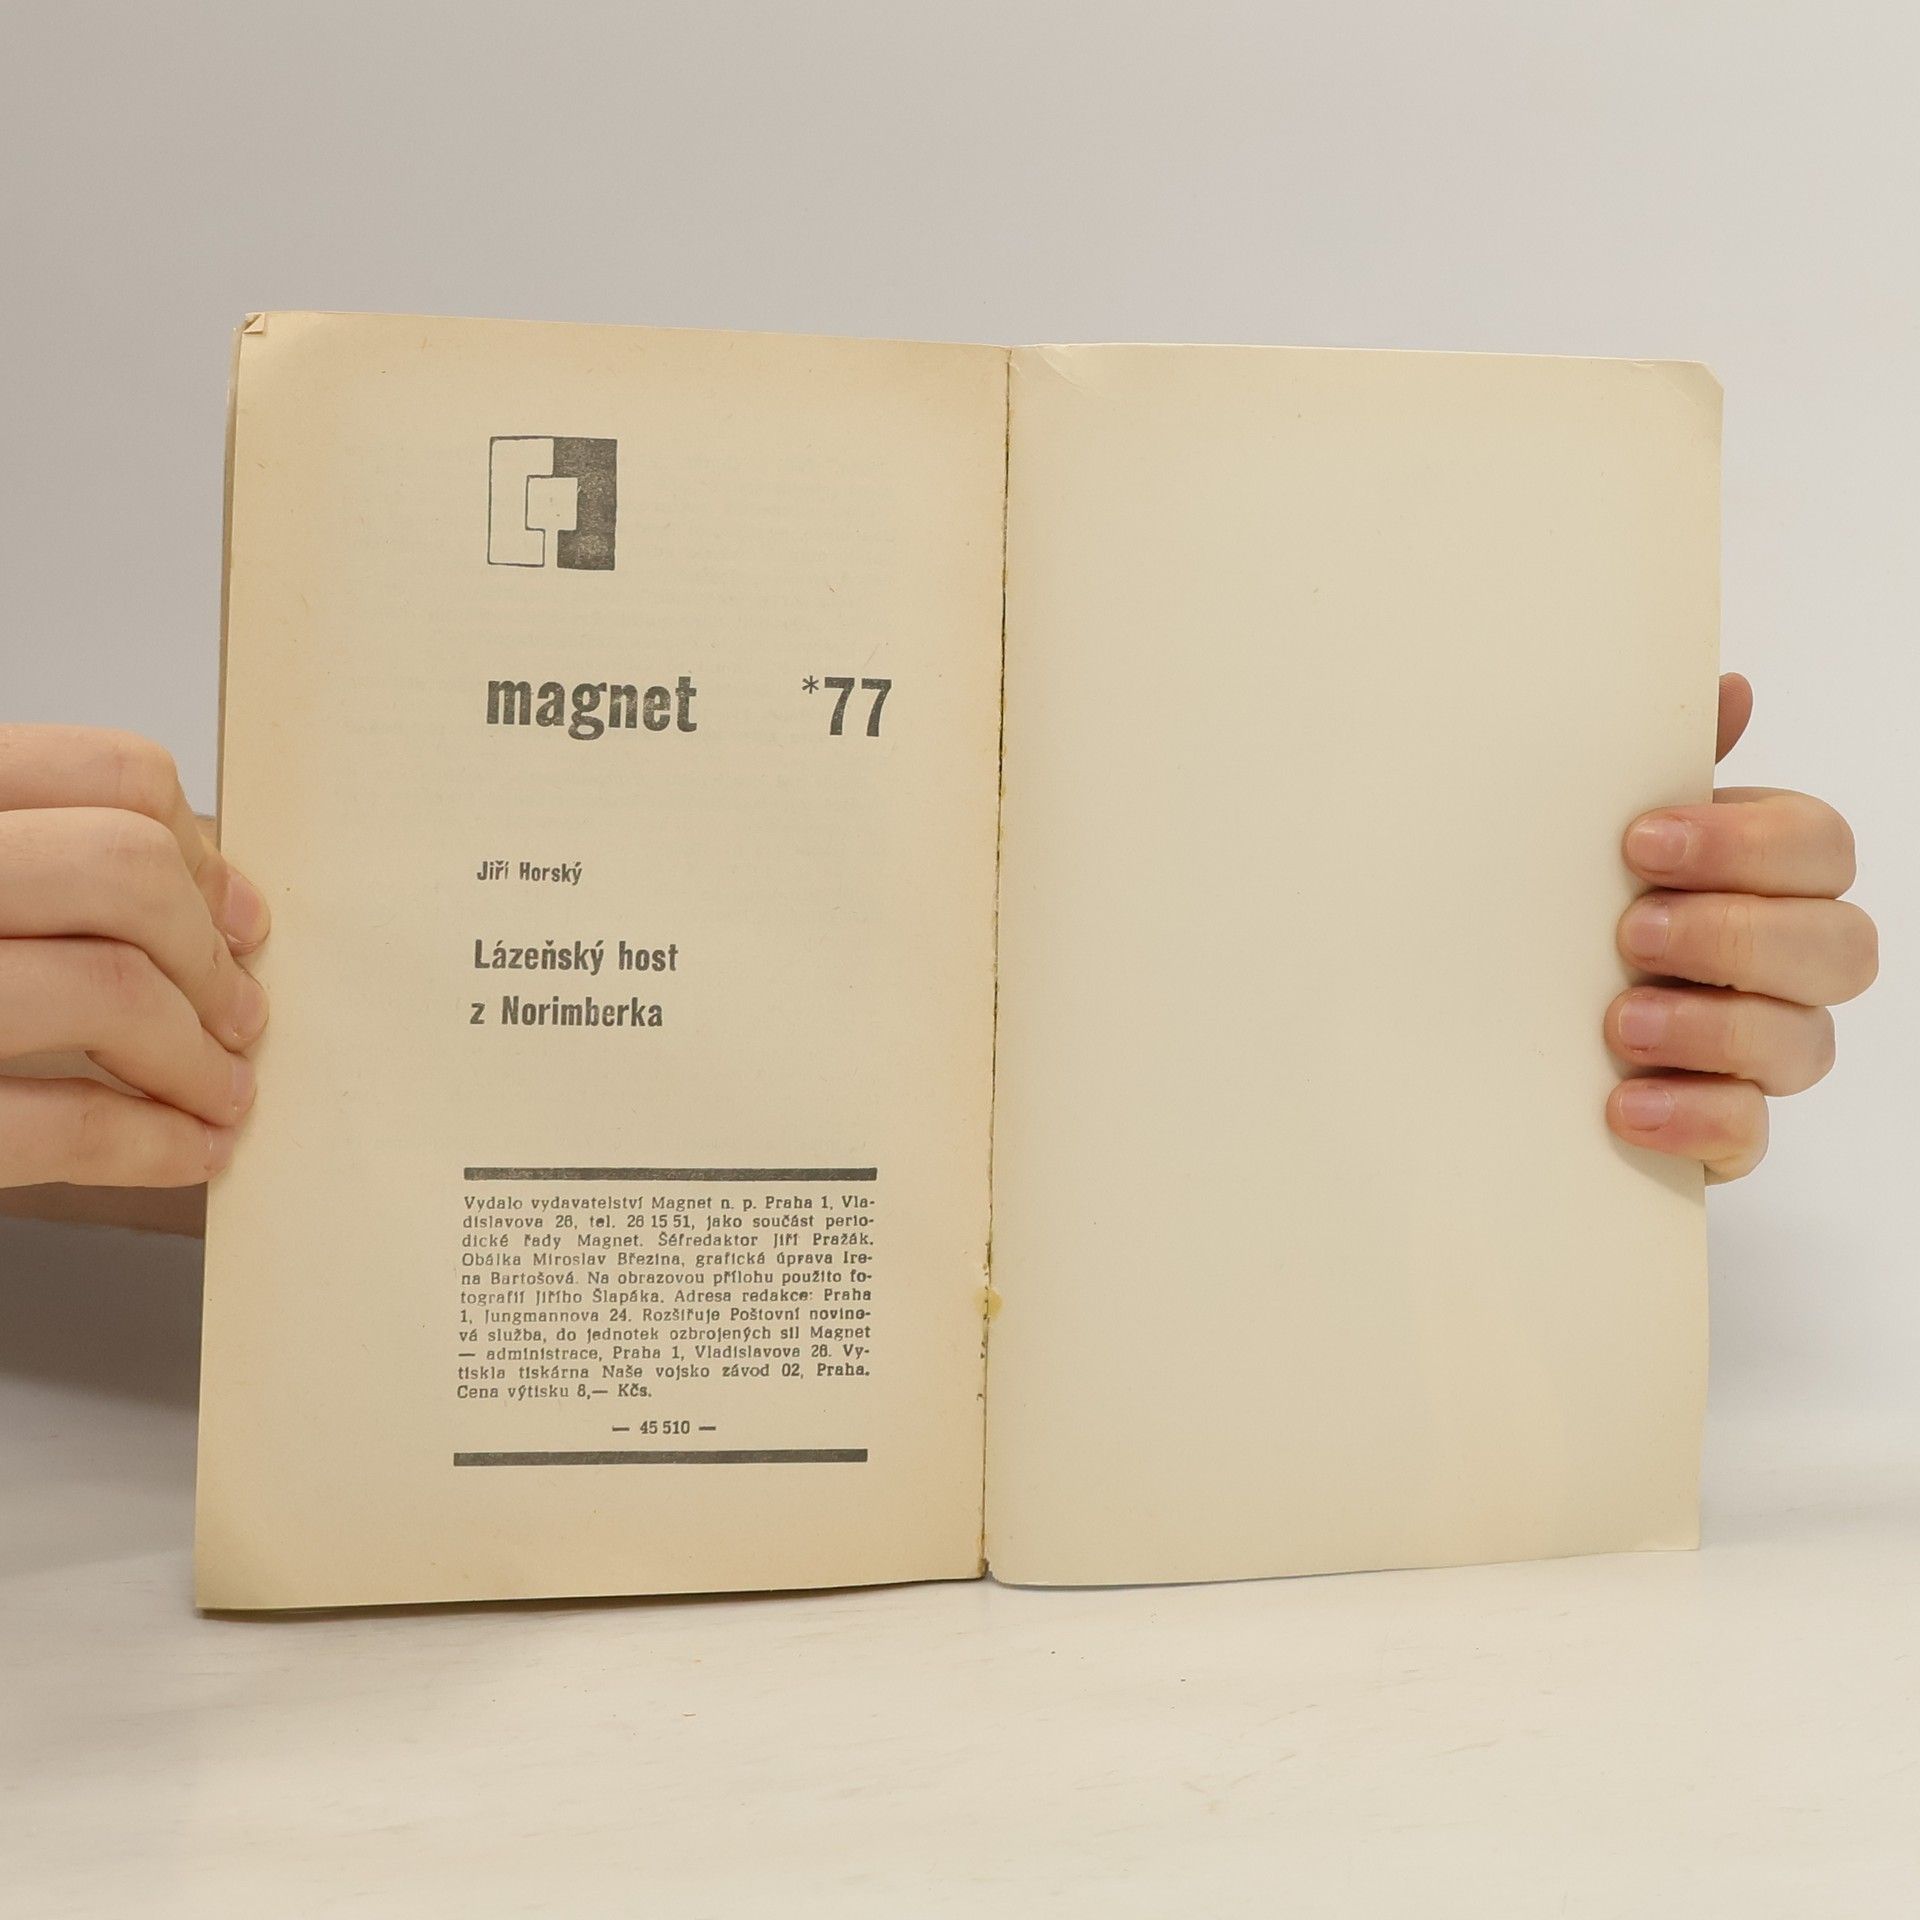 magnet *77
Jiří Horský
Lázeňský host
z Norimberka
Vydalo vydavatelství Magnet n. p. Praha 1, Vla-
dislavova 26, tel. 26 15 51, jako součást perio-
dické řady Magnet. Šéfredaktor Jiří Pražák.
Obálka Miroslav Březina, grafická úprava Ire-
na Bartošová. Na obrazovou přílohu použito fo-
tografií Jiřího Šlapáka. Adresa redakce: Praha
1, Jungmannova 24. Rozšiřuje Poštovní novino-
vá služba, do jednotek ozbrojených sil Magnet
— administrace, Praha 1, Vladislavova 26. Vy-
tiskla tiskárna Naše vojsko závod 02, Praha.
Cena výtisku 8,— Kčs.
— 45 510 —